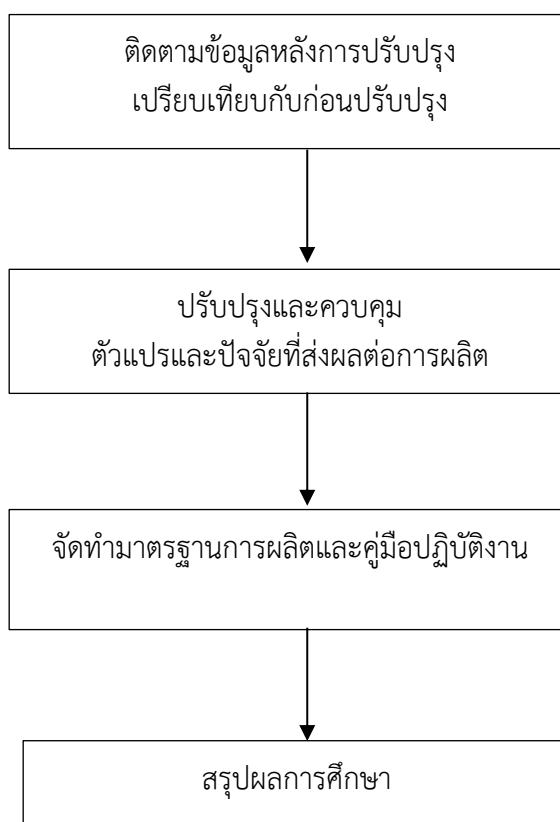 ติดตามข้อมูลหลังการปรับปรุง
เปรียบเทียบกับก่อนปรับปรุง
ปรับปรุงและควบคุม
ตัวแปรและปัจจัยที่ส่งผลต่อการผลิต
จัดทำมาตรฐานการผลิตและคู่มือปฏิบัติงาน
สรุปผลการศึกษา